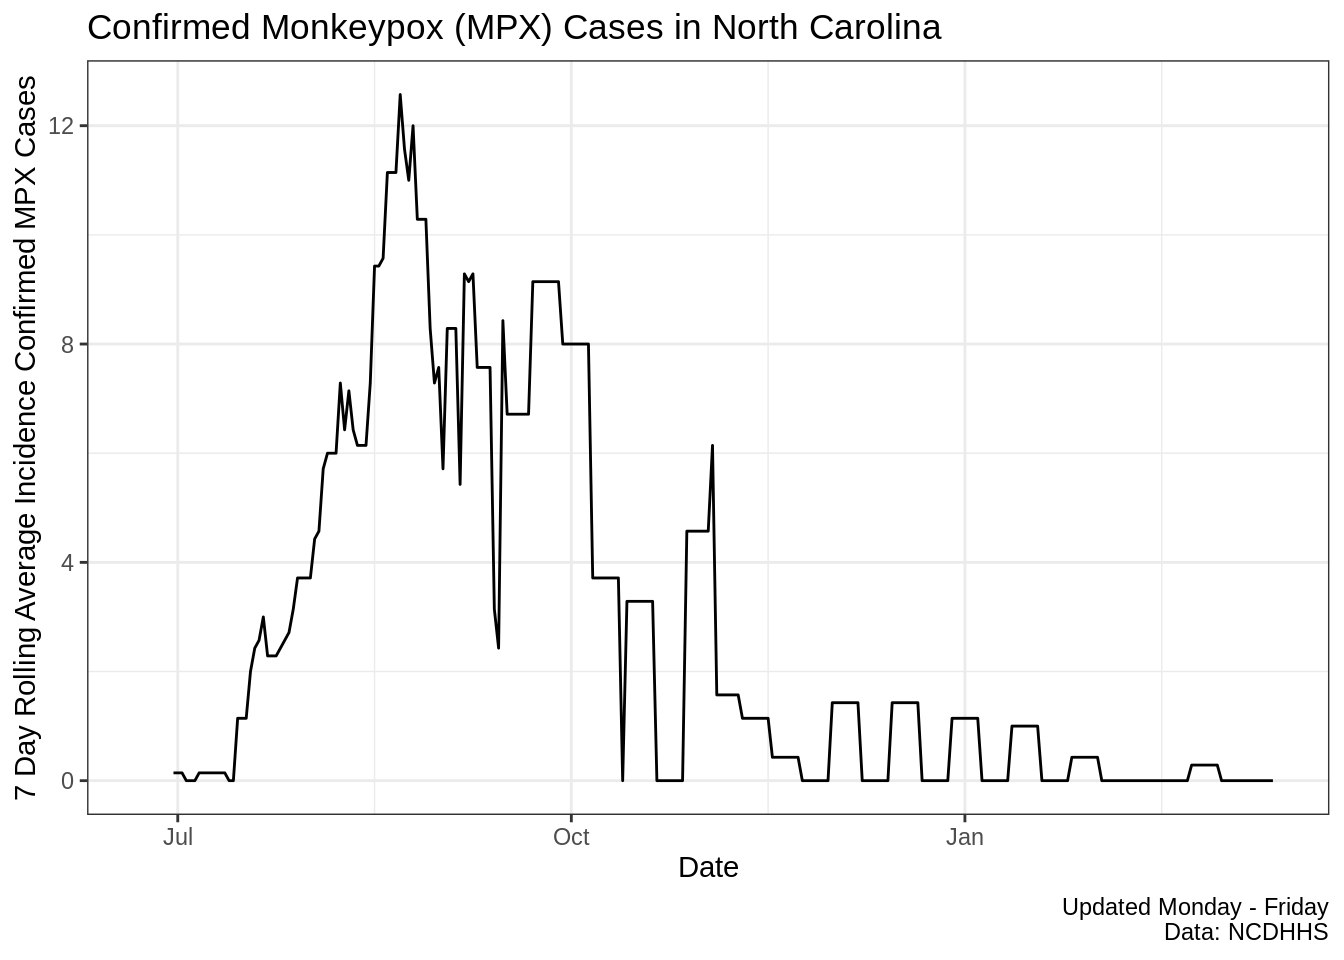 Confirmed Monkeypox (MPX) Cases in North Carolina
7 Day Rolling Average Incidence Confirmed MPX Cases
12
8
4
0
Jul
Oct
Jan
Date
Updated Monday - Friday
Data: NCDHHS